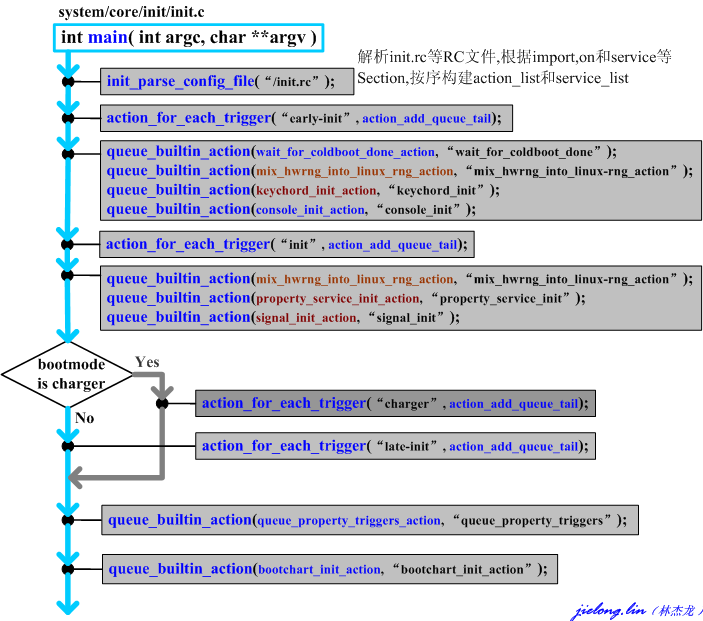 system/core/init/init.c
int main( int argc, char **argv )
解析init.rc等RC文件,根据import,on和service等
Section,按序构建action_list和service_list
init_parse_config_file(“/init.rc”);
action_for_each_trigger(“early-init”, action_add_queue_tail);
queue_builtin_action(wait_for_coldboot_done_action, “wait_for_coldboot_done”);
queue_builtin_action(mix_hwrng_into_linux_rng_action, “mix_hwrng_into_linux-rng_action”);
queue_builtin_action(keychord_init_action, “keychord_init”);
queue_builtin_action(console_init_action, “console_init”);
action_for_each_trigger(“init”, action_add_queue_tail);
queue_builtin_action(mix_hwrng_into_linux_rng_action, “mix_hwrng_into_linux-rng_action”);
queue_builtin_action(property_service_init_action, “property_service_init”);
queue_builtin_action(signal_init_action, “signal_init”);
bootmode
is charger
Yes
action_for_each_trigger(“charger”, action_add_queue_tail);
No
action_for_each_trigger(“late-init”, action_add_queue_tail);
queue_builtin_action(queue_property_triggers_action, “queue_property_triggers”);
queue_builtin_action(bootchart_init_action, “bootchart_init_action”);
jielong.lin（林杰龙）